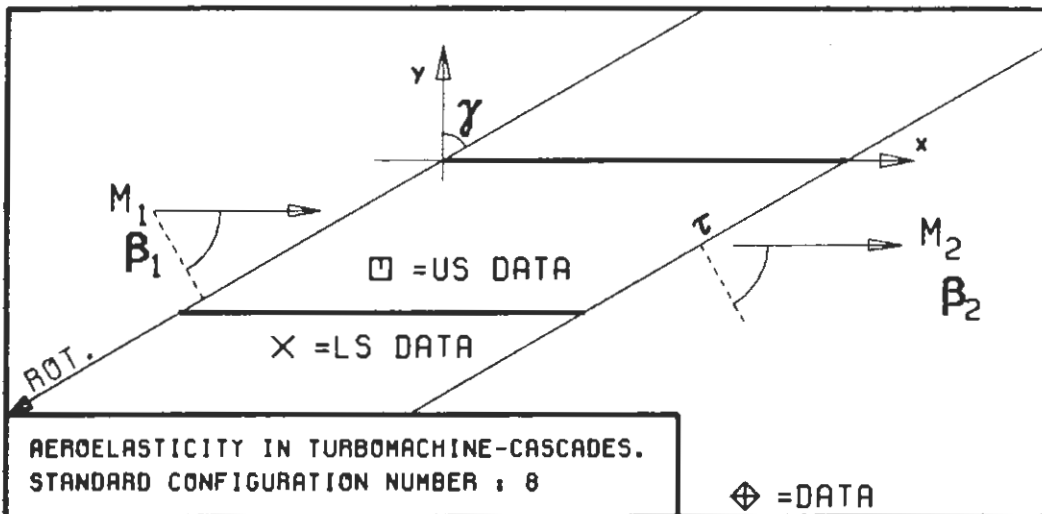 y
γ
x
M₁
β₁
τ
M₂
β₂
=US DATA
× =LS DATA
ROT.
AEROELASTICITY IN TURBOMACHINE-CASCADES.
STANDARD CONFIGURATION NUMBER : 8
=DATA